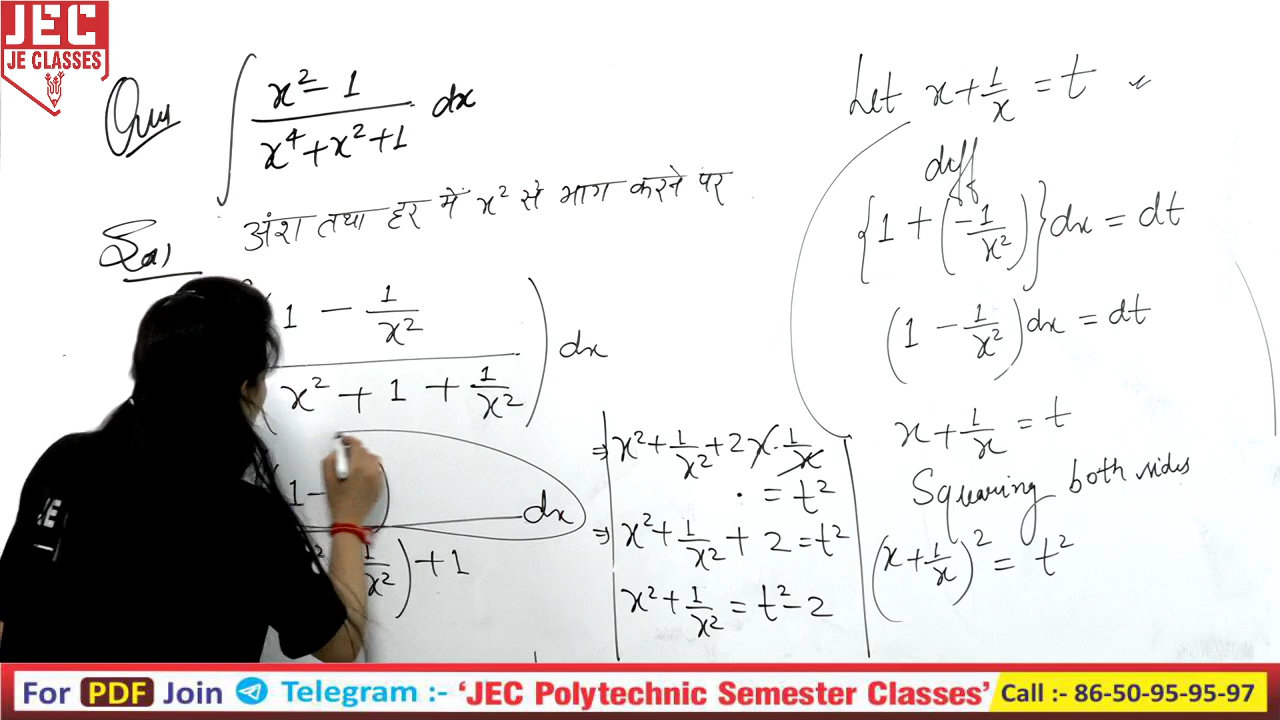 JEC
JE CLASSES
Ques ∫ x² - 1 / x⁴ + x² + 1 dx
Sol
अंश तथा हर में x² से भाग करने पर
1 - 1/x²
x² + 1 + 1/x² ) dx
1 -
dx
1/x² ) + 1
⇒ x² + 1/x² + 2x · 1/x
· = t²
⇒ x² + 1/x² + 2 = t²
x² + 1/x² = t² - 2
Let x + 1/x = t
diff
{1 + (-1/x²)} dx = dt
(1 - 1/x²) dx = dt
x + 1/x = t
Squaring both sides
(x + 1/x)² = t²
JEC
For PDF Join Telegram :- 'JEC Polytechnic Semester Classes' Call :- 86-50-95-95-97